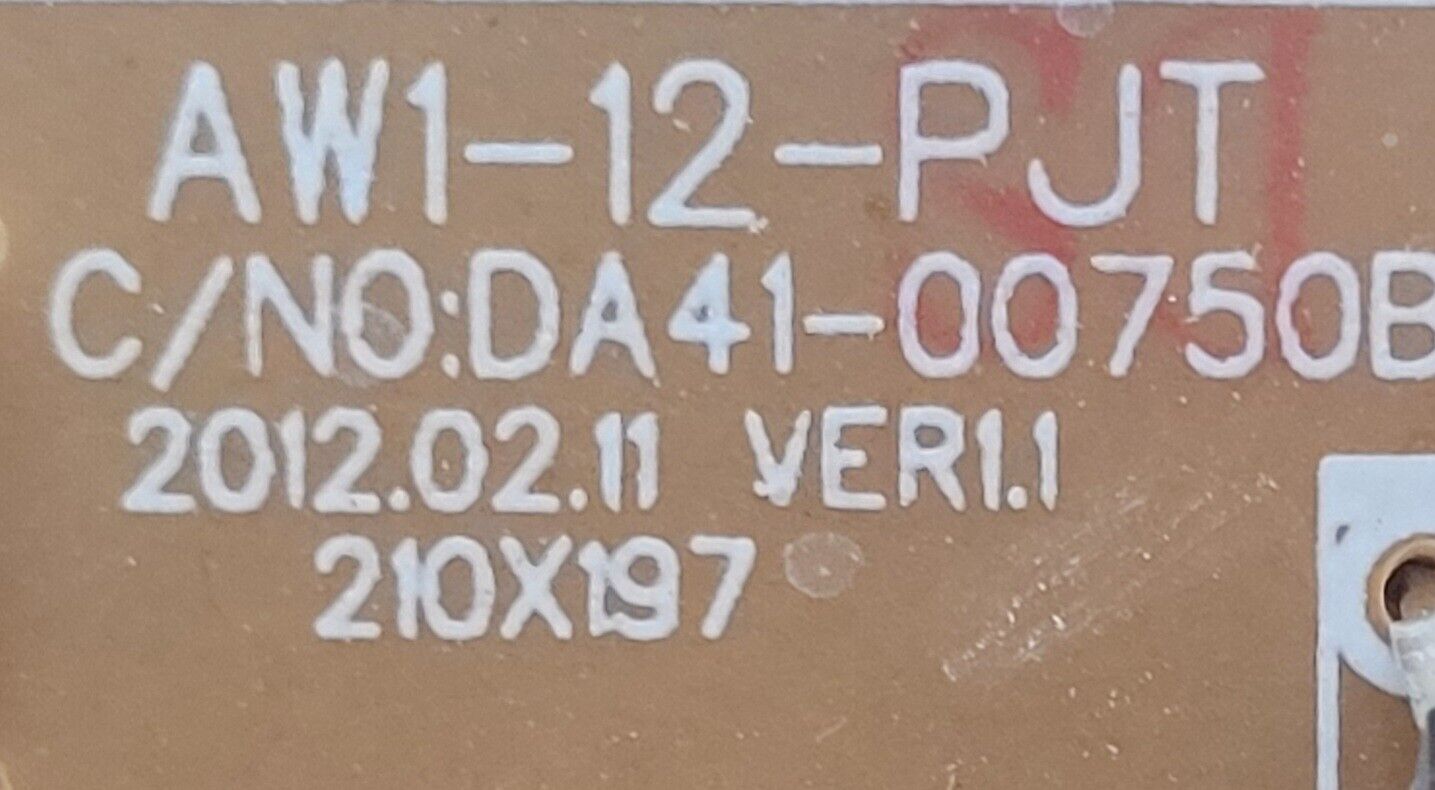 AW1-12-PJT
C/NO:DA41-00750B
2012.02.11 VER1.1
210X197